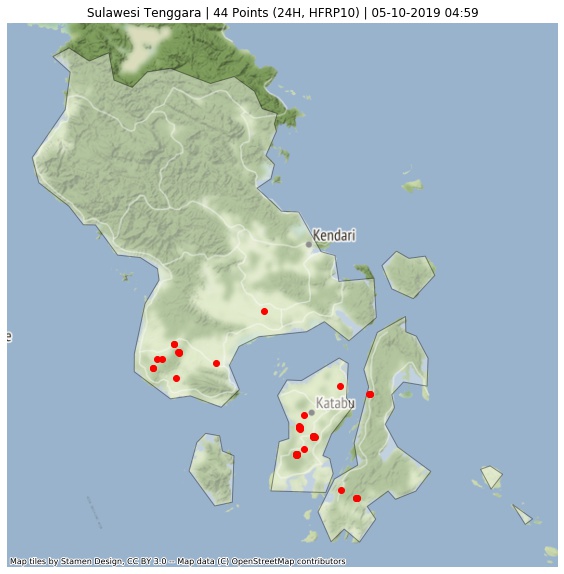 Sulawesi Tenggara | 44 Points (24H, HFRP10) | 05-10-2019 04:59
Kendari
e
Katabu
Map tiles by Stamen Design, CC BY 3.0 -- Map data (C) OpenStreetMap contributors